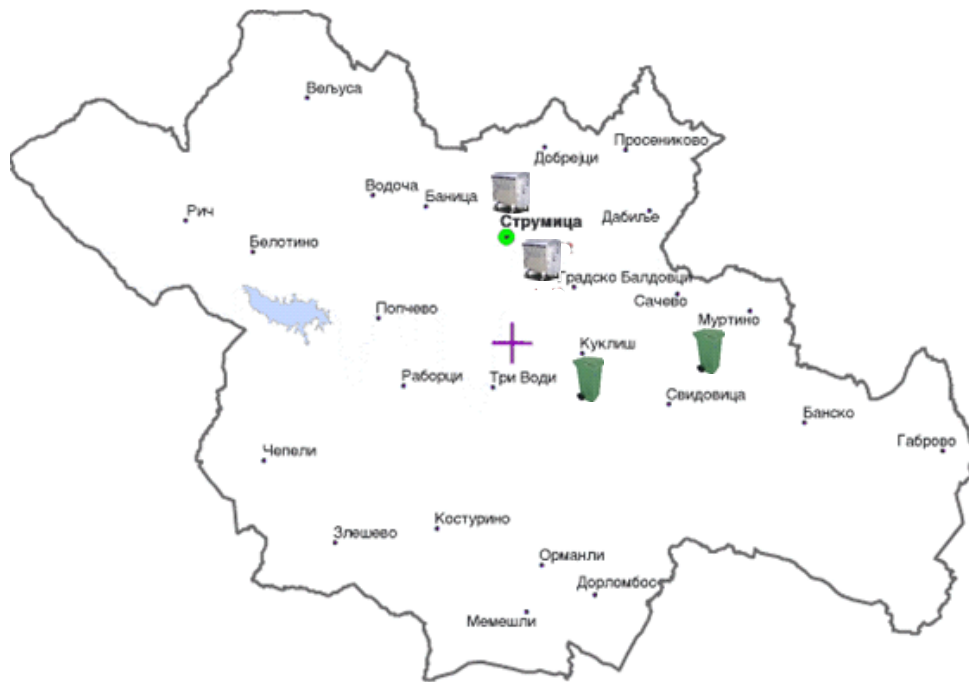 Вељуса
Просениково
Добрејци
Водоча
Баница
Рич
Струмица
Дабиље
Белотино
Градско Балдовци
Сачево
Попчево
Муртино
Куклиш
Раборци
Три Води
Свидовица
Банско
Габрово
Чепели
Костурино
Злешево
Орманли
Дорломбос
Мемешли